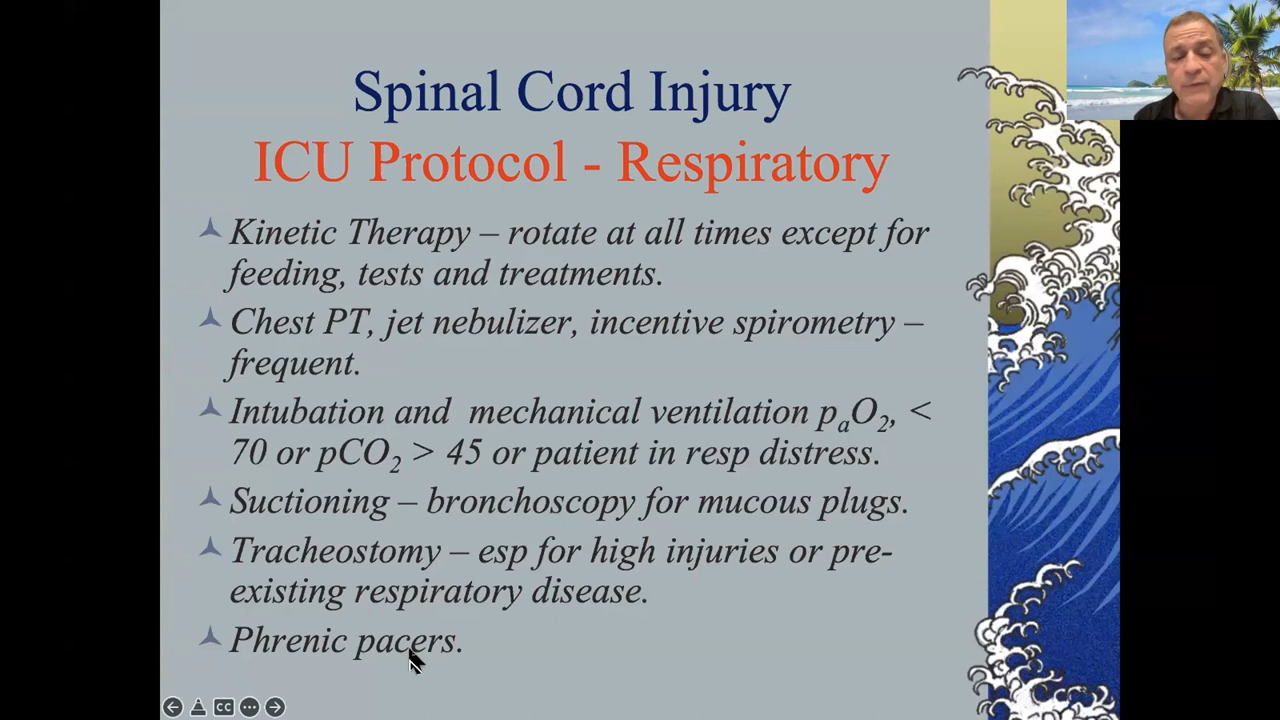 Spinal Cord Injury
ICU Protocol - Respiratory
Kinetic Therapy – rotate at all times except for
feeding, tests and treatments.
Chest PT, jet nebulizer, incentive spirometry –
frequent.
Intubation and  mechanical ventilation pₐO₂, <
70 or pCO₂ > 45 or patient in resp distress.
Suctioning – bronchoscopy for mucous plugs.
Tracheostomy – esp for high injuries or pre-
existing respiratory disease.
Phrenic pacers.
CC